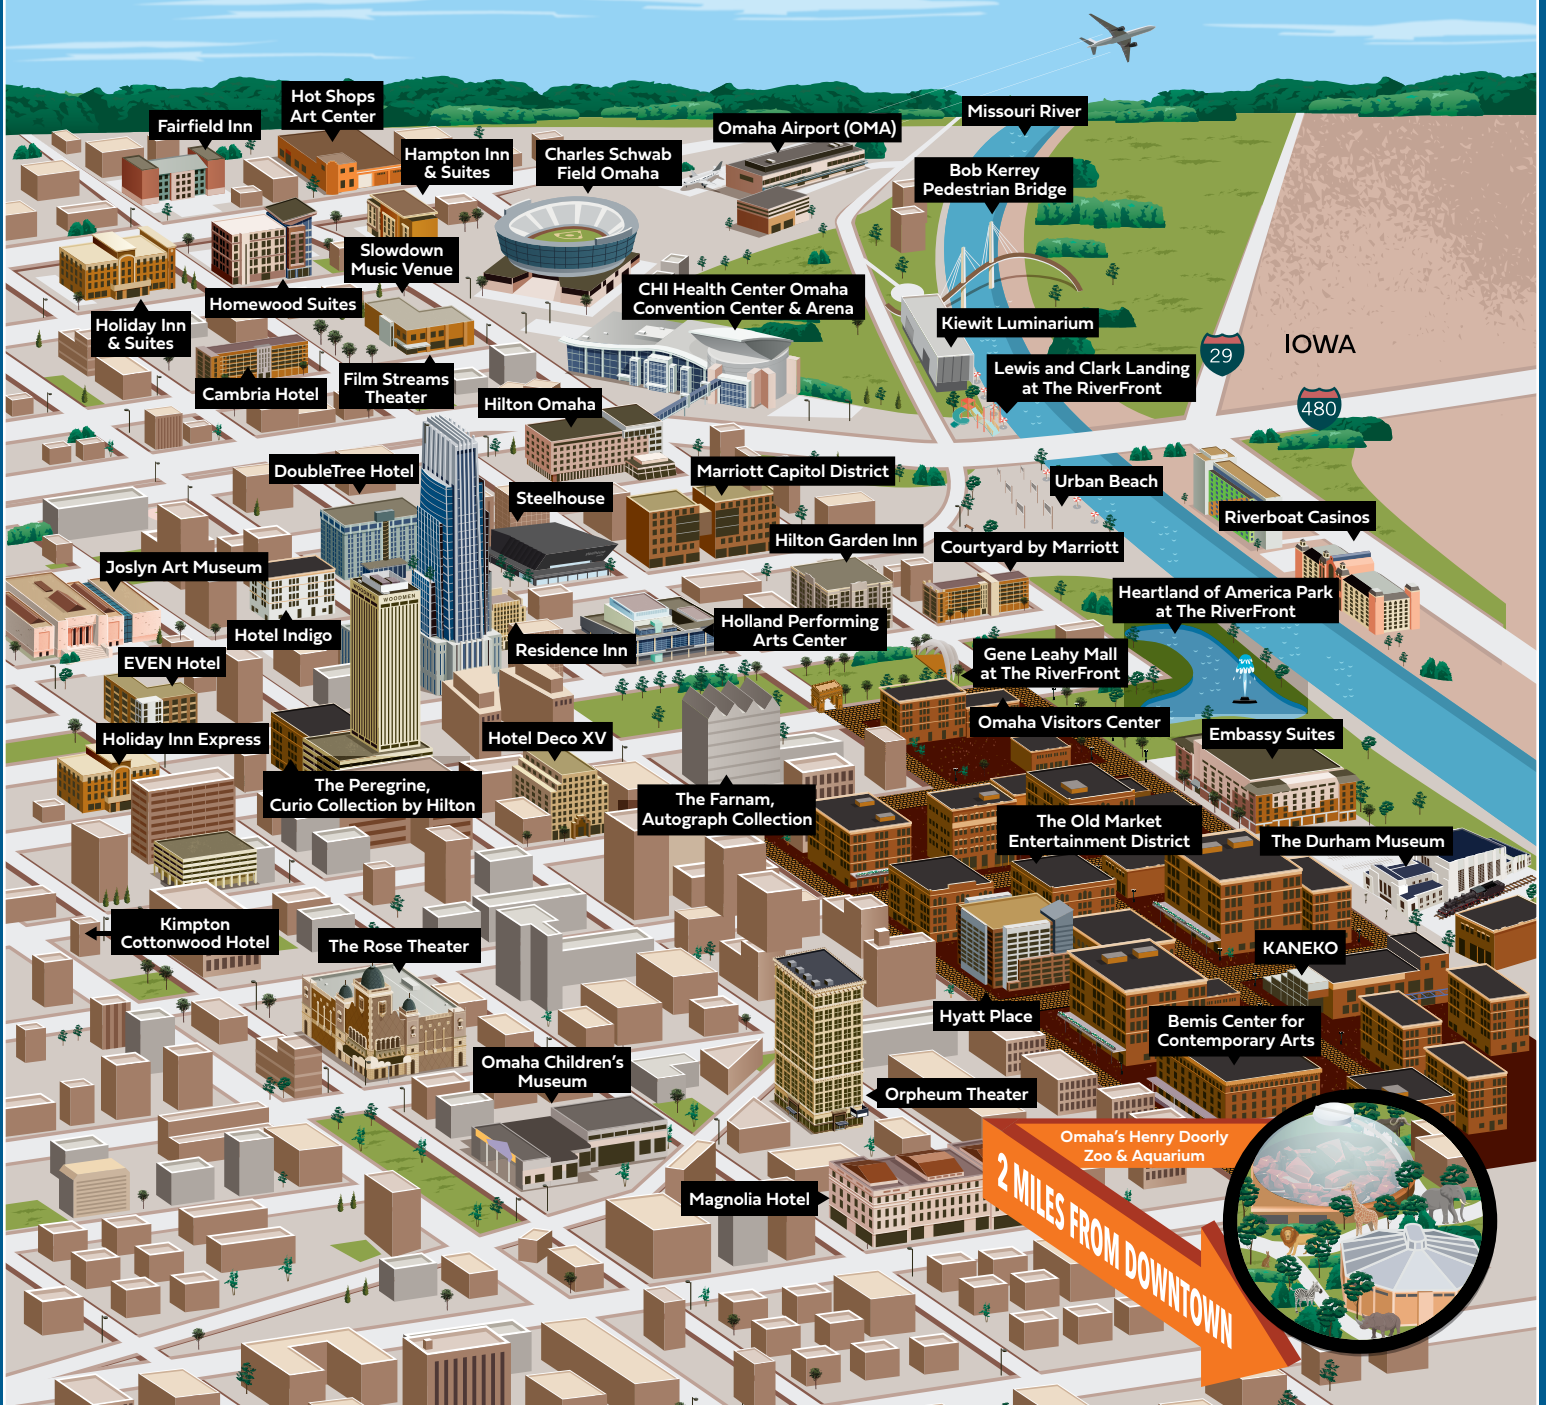 Hot Shops
Art Center
Fairfield Inn
Hampton Inn
& Suites
Charles Schwab
Field Omaha
Omaha Airport (OMA)
Missouri River
Bob Kerrey
Pedestrian Bridge
Slowdown
Music Venue
Homewood Suites
CHI Health Center Omaha
Convention Center & Arena
Holiday Inn
& Suites
Kiewit Luminarium
29
IOWA
Lewis and Clark Landing
at The RiverFront
Cambria Hotel
Film Streams
Theater
Hilton Omaha
480
DoubleTree Hotel
Marriott Capitol District
Steelhouse
Urban Beach
Riverboat Casinos
Hilton Garden Inn
Courtyard by Marriott
Joslyn Art Museum
WOODMEN
Heartland of America Park
at The RiverFront
Hotel Indigo
Residence Inn
Holland Performing
Arts Center
EVEN Hotel
Gene Leahy Mall
at The RiverFront
Omaha Visitors Center
Holiday Inn Express
Hotel Deco XV
Embassy Suites
The Peregrine,
Curio Collection by Hilton
The Farnam,
Autograph Collection
The Old Market
Entertainment District
The Durham Museum
Kimpton
Cottonwood Hotel
The Rose Theater
KANEKO
Hyatt Place
Bemis Center for
Contemporary Arts
Omaha Children's
Museum
Orpheum Theater
Omaha's Henry Doorly
Zoo & Aquarium
Magnolia Hotel
2 MILES FROM DOWNTOWN